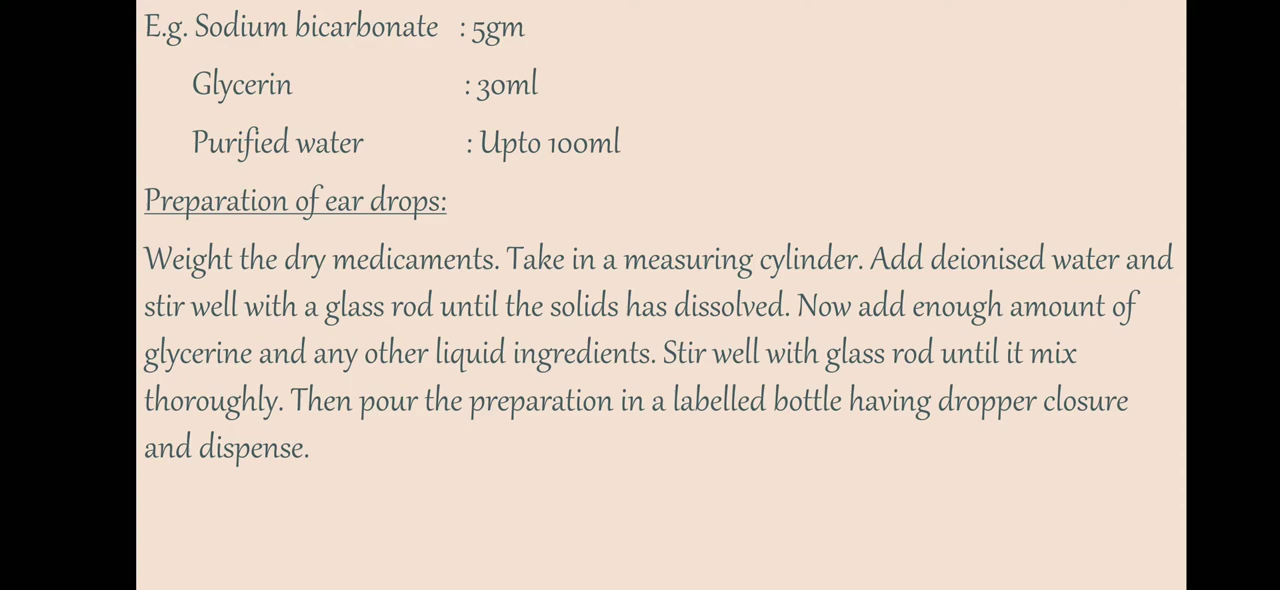 E.g. Sodium bicarbonate : 5gm
Glycerin : 30ml
Purified water : Upto 100ml
Preparation of ear drops:
Weight the dry medicaments. Take in a measuring cylinder. Add deionised water and
stir well with a glass rod until the solids has dissolved. Now add enough amount of
glycerine and any other liquid ingredients. Stir well with glass rod until it mix
thoroughly. Then pour the preparation in a labelled bottle having dropper closure
and dispense.